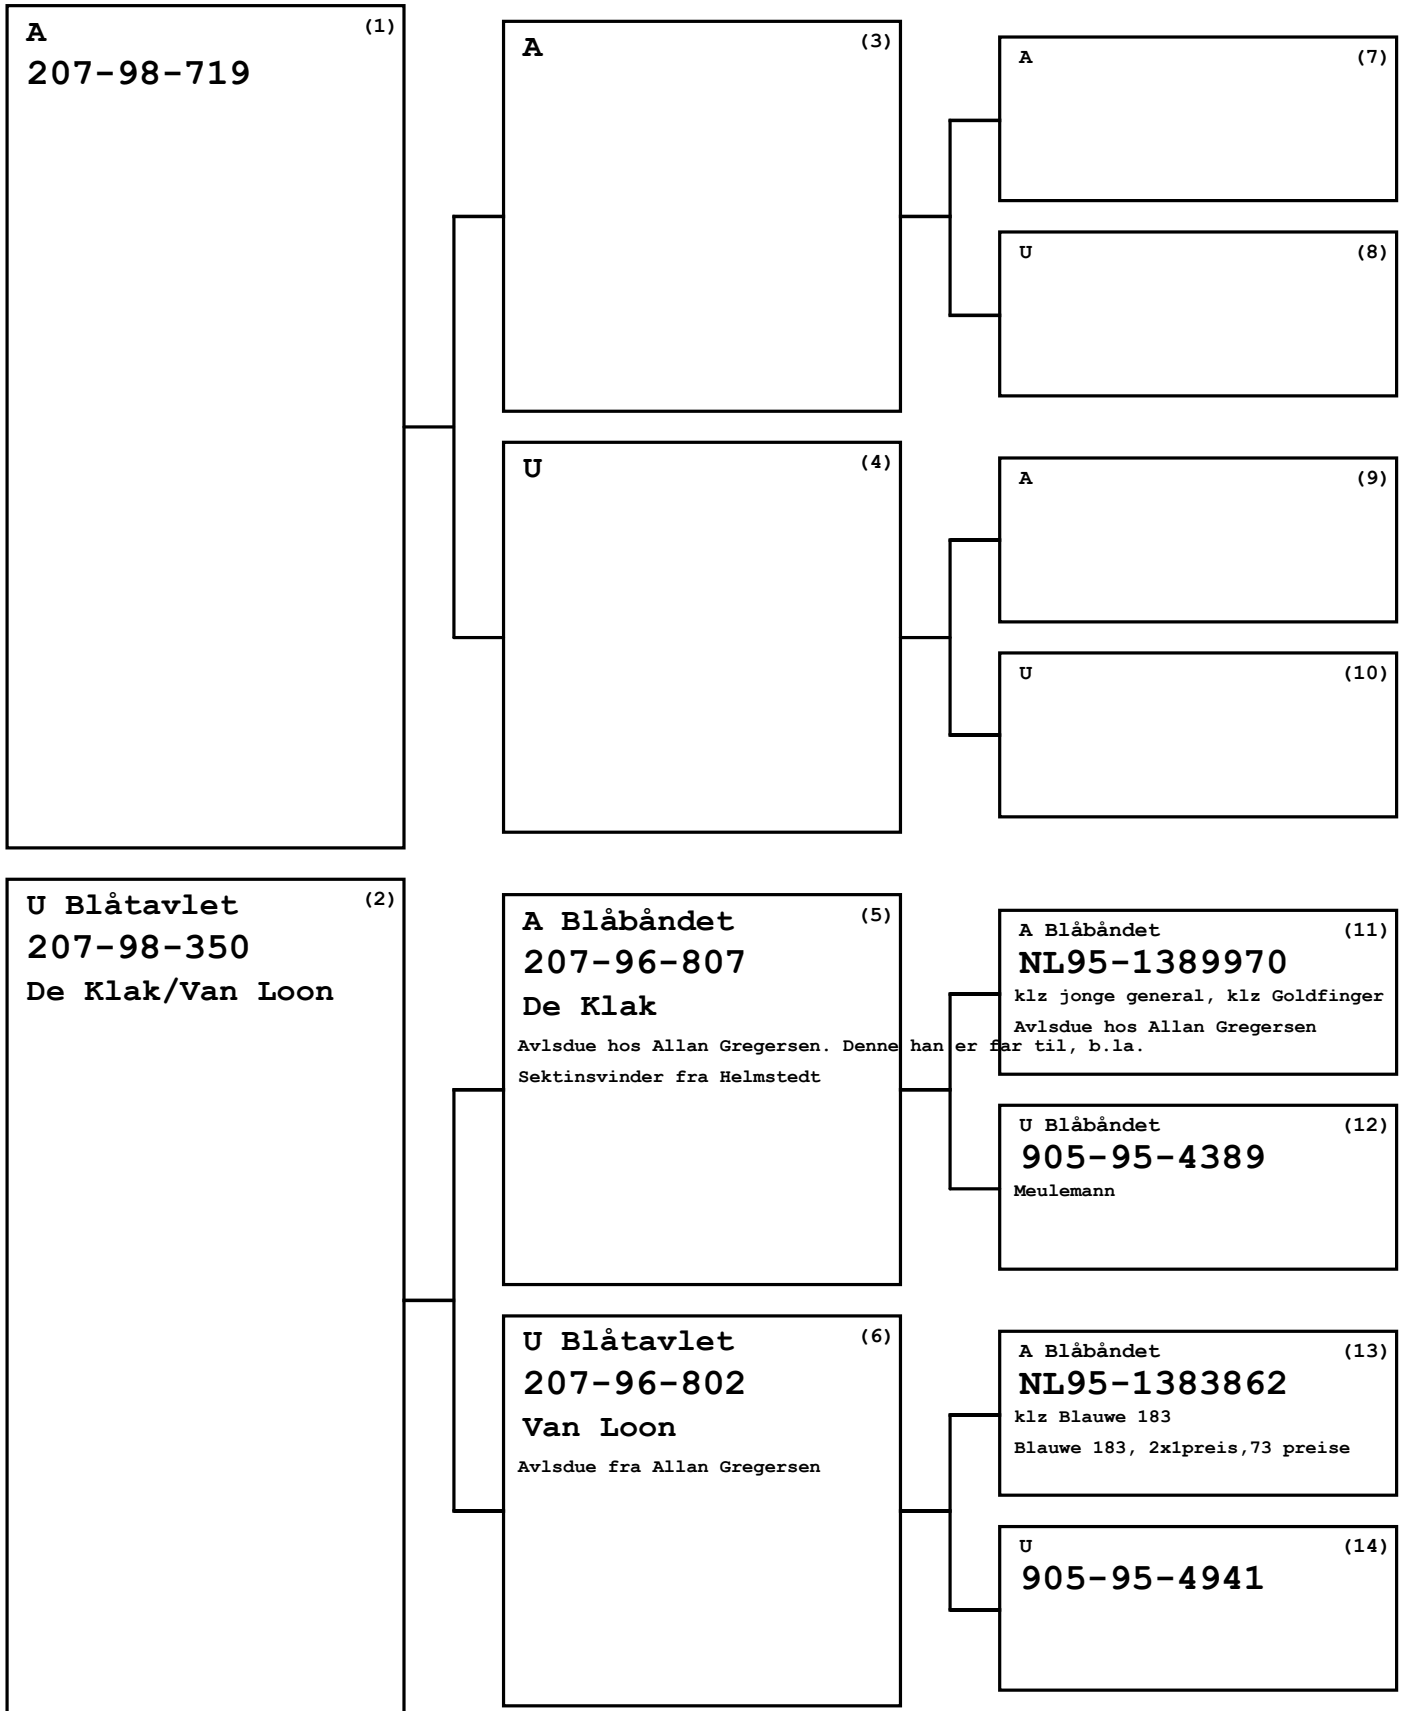 A (1)
207-98-719
A (3)
A (7)
U (8)
U (4)
A (9)
U (10)
U Blåtavlet (2)
207-98-350
De Klak/Van Loon
A Blåbåndet (5)
207-96-807
De Klak
Avlsdue hos Allan Gregersen. Denne han er far til, b.la.
Sektinsvinder fra Helmstedt
A Blåbåndet (11)
NL95-1389970
klz jonge general, klz Goldfinger
Avlsdue hos Allan Gregersen
U Blåbåndet (12)
905-95-4389
Meulemann
U Blåtavlet (6)
207-96-802
Van Loon
Avlsdue fra Allan Gregersen
A Blåbåndet (13)
NL95-1383862
klz Blauwe 183
Blauwe 183, 2x1preis,73 preise
U (14)
905-95-4941